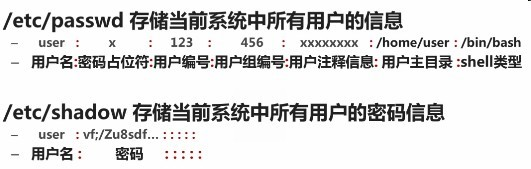 /etc/passwd 存储当前系统中所有用户的信息
– user : x : 123 : 456 : xxxxxxxx : /home/user : /bin/bash
– 用户名:密码占位符:用户编号:用户组编号:用户注释信息: 用户主目录 :shell类型
/etc/shadow 存储当前系统中所有用户的密码信息
– user : vf;/Zu8sdf... : : : : :
– 用户名 : 密码 : : : : :